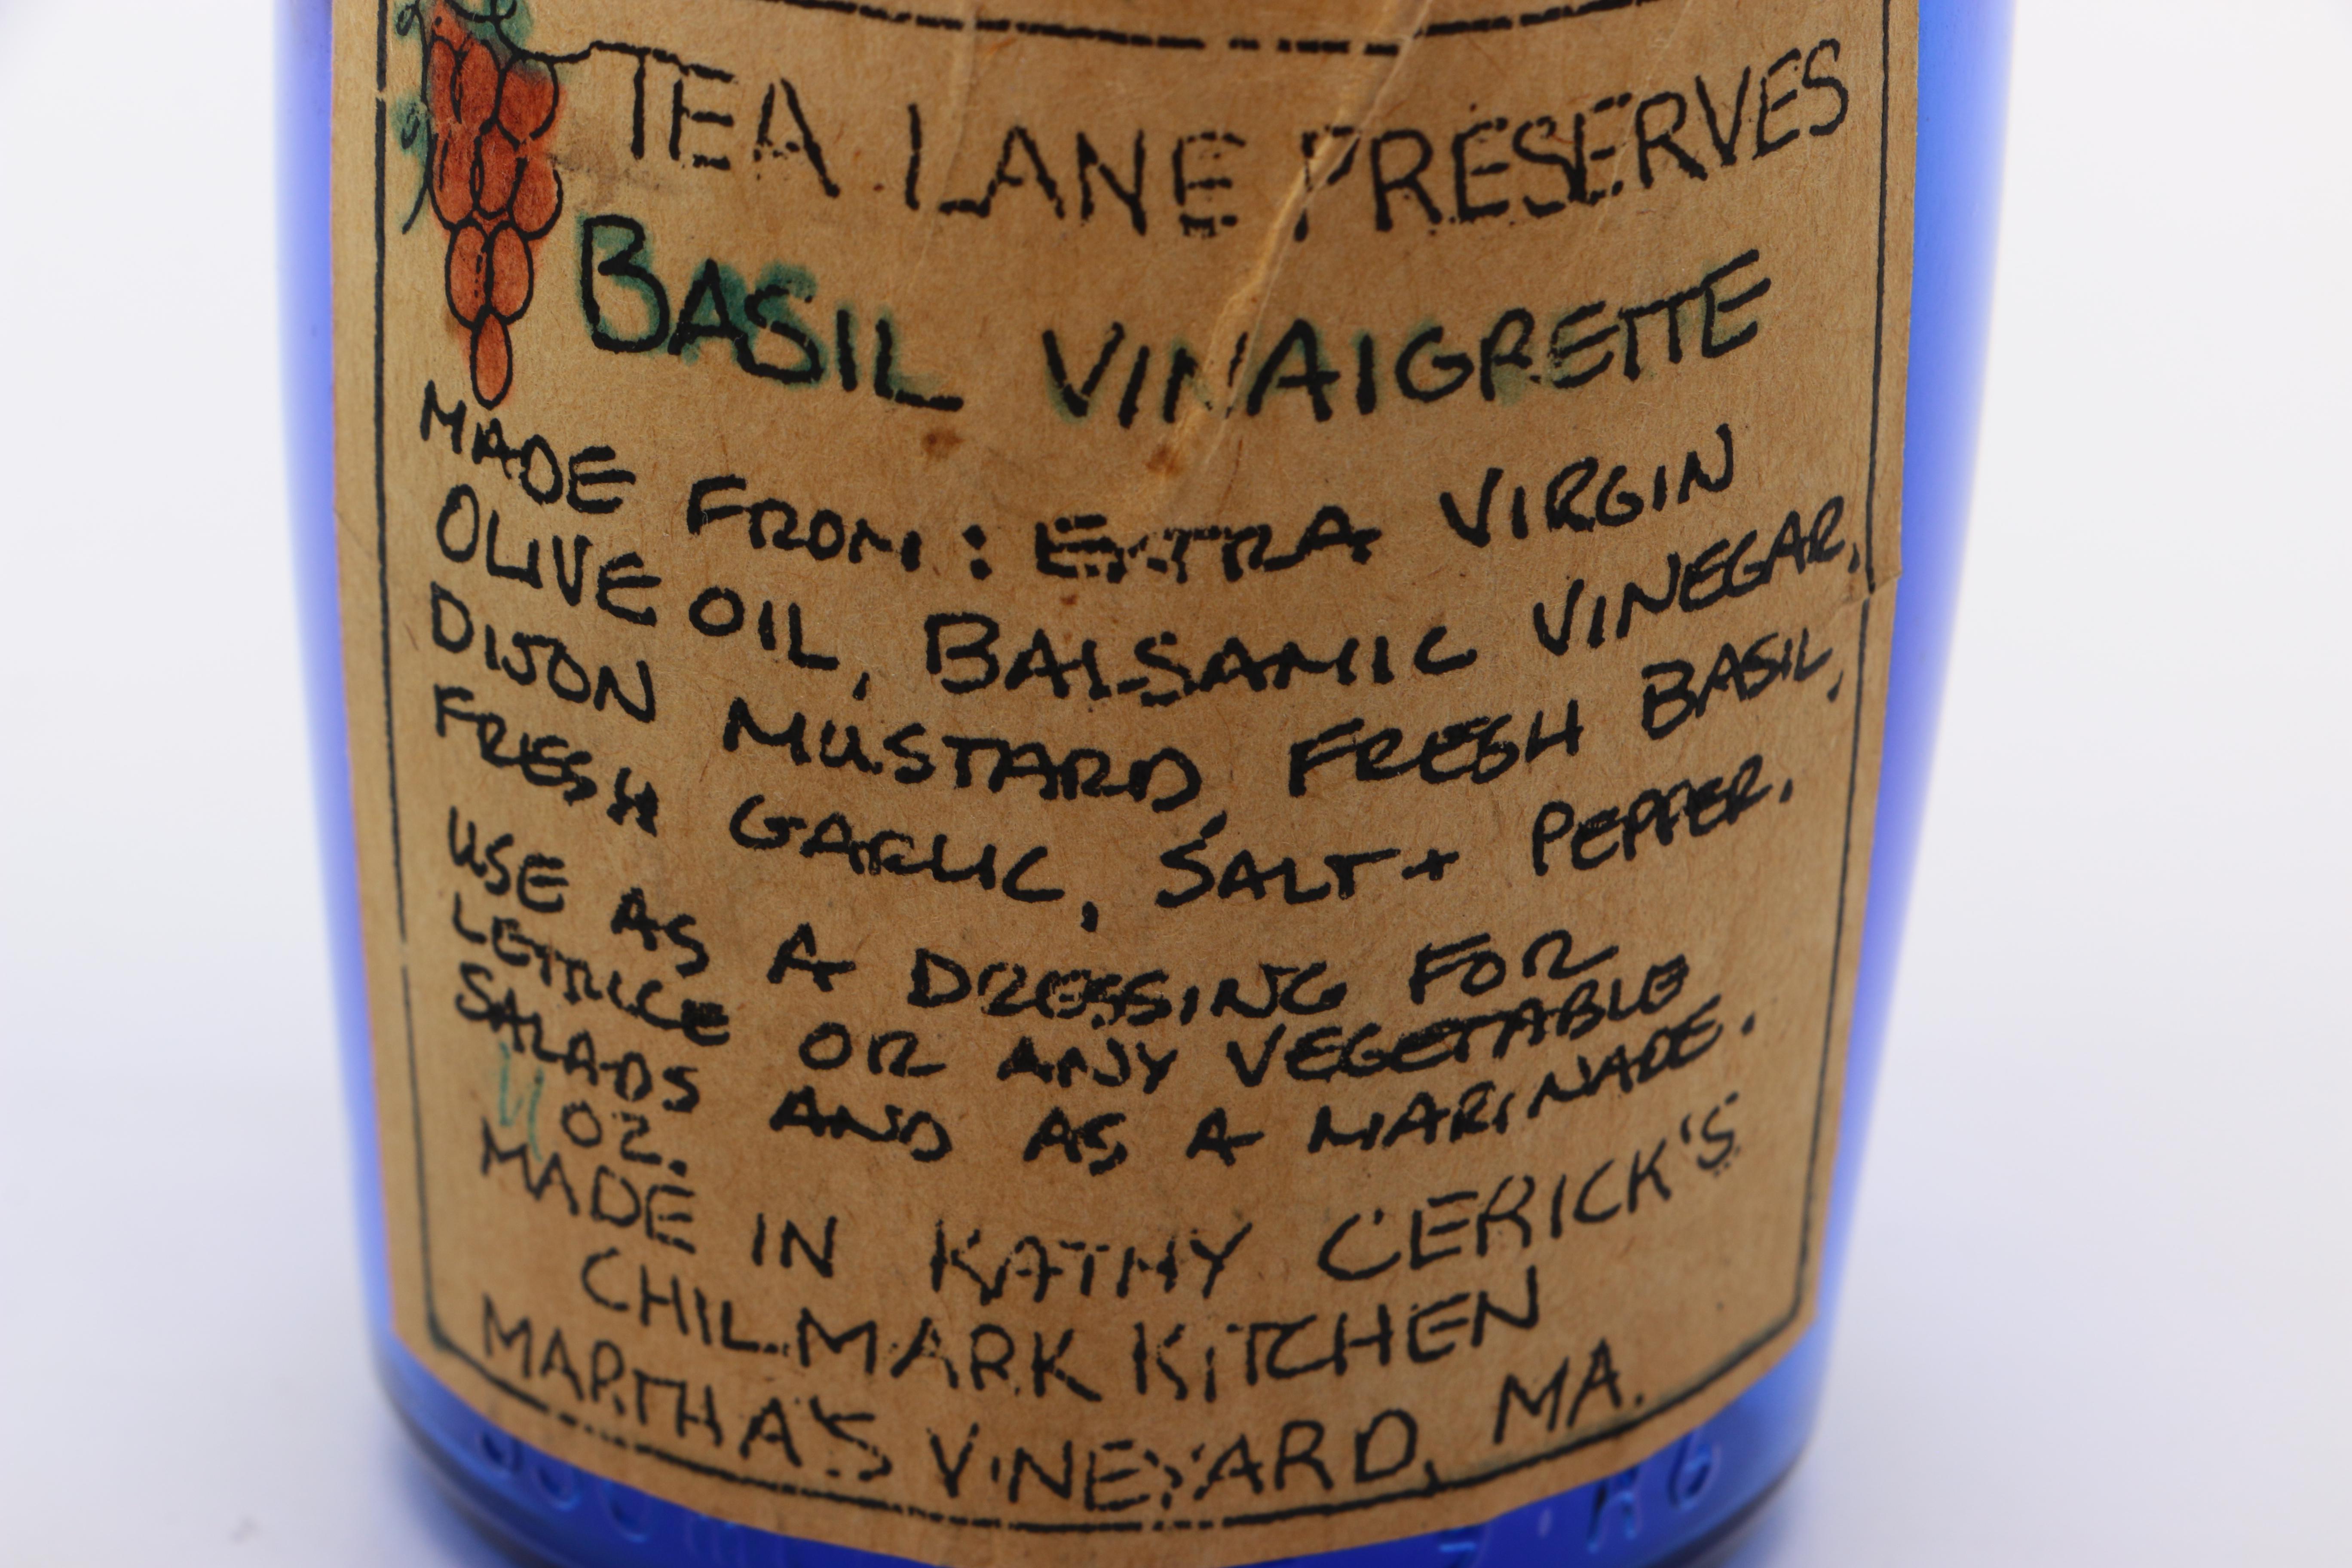 TEA LANE PRESERVES
BASIL VINAIGRETTE
MADE FROM: EXTRA VIRGIN
OLIVE OIL, BALSAMIC VINEGAR,
DIJON MUSTARD, FRESH BASIL,
FRESH GARLIC, SALT + PEPPER.
USE AS A DRESSING FOR
LETTUCE OR ANY VEGETABLE
SALADS AND AS A MARINADE.
OZ.
MADE IN KATHY CERICK'S
CHILMARK KITCHEN
MARTHA'S VINEYARD, MA.